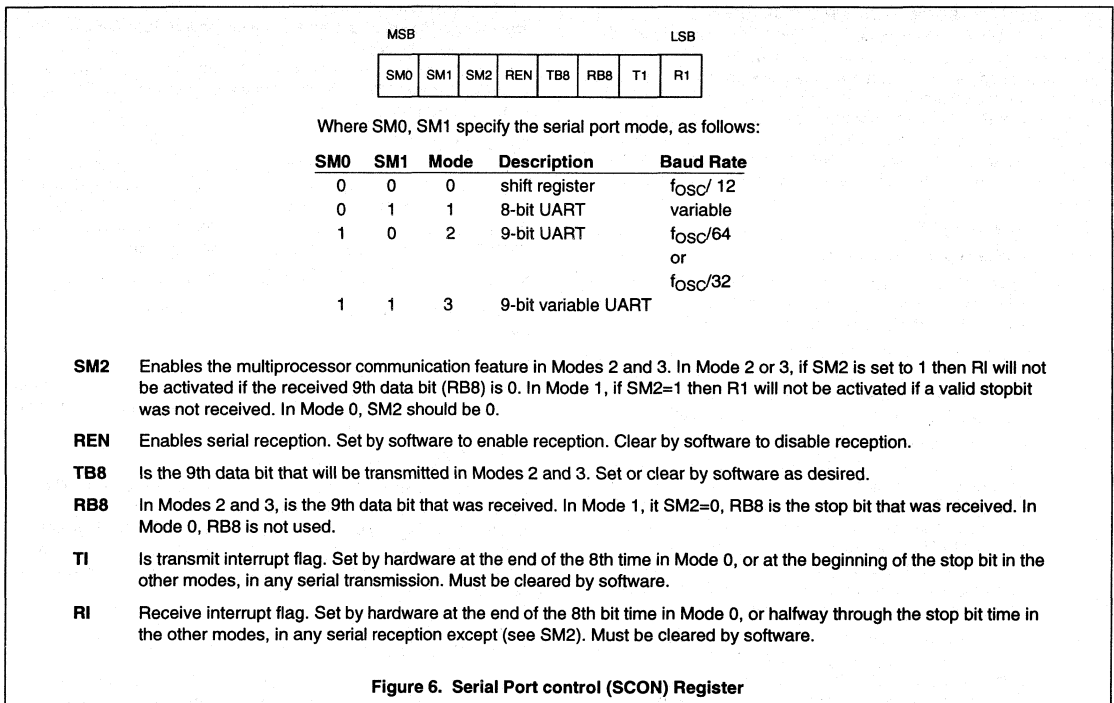 MSB LSB
SM0 SM1 SM2 REN TB8 RB8 T1 R1
Where SM0, SM1 specify the serial port mode, as follows:
SM0 SM1 Mode Description Baud Rate
0 0 0 shift register fOSC/ 12
0 1 1 8-bit UART variable
1 0 2 9-bit UART fOSC/64
or
fOSC/32
1 1 3 9-bit variable UART
SM2 Enables the multiprocessor communication feature in Modes 2 and 3. In Mode 2 or 3, if SM2 is set to 1 then RI will not
be activated if the received 9th data bit (RB8) is 0. In Mode 1, if SM2=1 then R1 will not be activated if a valid stopbit
was not received. In Mode 0, SM2 should be 0.
REN Enables serial reception. Set by software to enable reception. Clear by software to disable reception.
TB8 Is the 9th data bit that will be transmitted in Modes 2 and 3. Set or clear by software as desired.
RB8 In Modes 2 and 3, is the 9th data bit that was received. In Mode 1, it SM2=0, RB8 is the stop bit that was received. In
Mode 0, RB8 is not used.
TI Is transmit interrupt flag. Set by hardware at the end of the 8th time in Mode 0, or at the beginning of the stop bit in the
other modes, in any serial transmission. Must be cleared by software.
RI Receive interrupt flag. Set by hardware at the end of the 8th bit time in Mode 0, or halfway through the stop bit time in
the other modes, in any serial reception except (see SM2). Must be cleared by software.
Figure 6. Serial Port control (SCON) Register